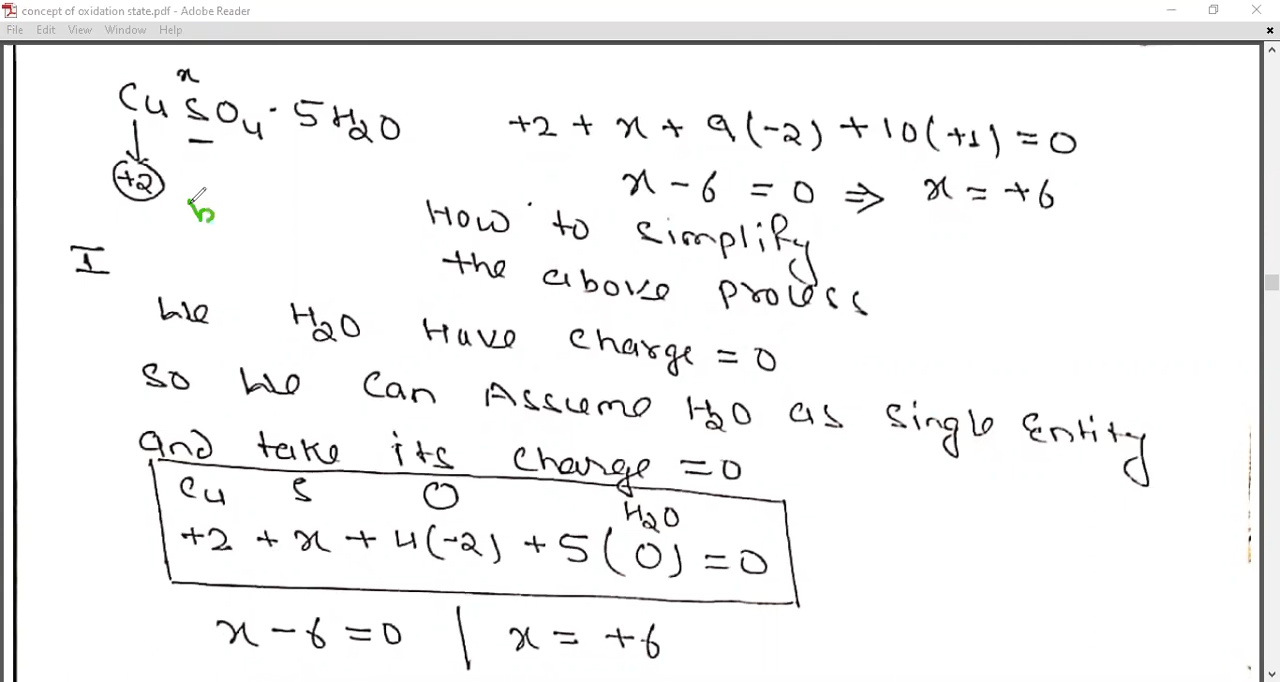 concept of oxidation state.pdf - Adobe Reader
File Edit View Window Help
x
CuSO4·5H2O +2 + x + 9(-2) + 10(+1) = 0
+2 x - 6 = 0 ⇒ x = +6
How to simplify
I the above process
We H2O Have charge = 0
So We Can Assume H2O as single Entity
and take its charge = 0
Cu S O H2O
+2 + x + 4(-2) + 5(0) = 0
x - 6 = 0 | x = +6